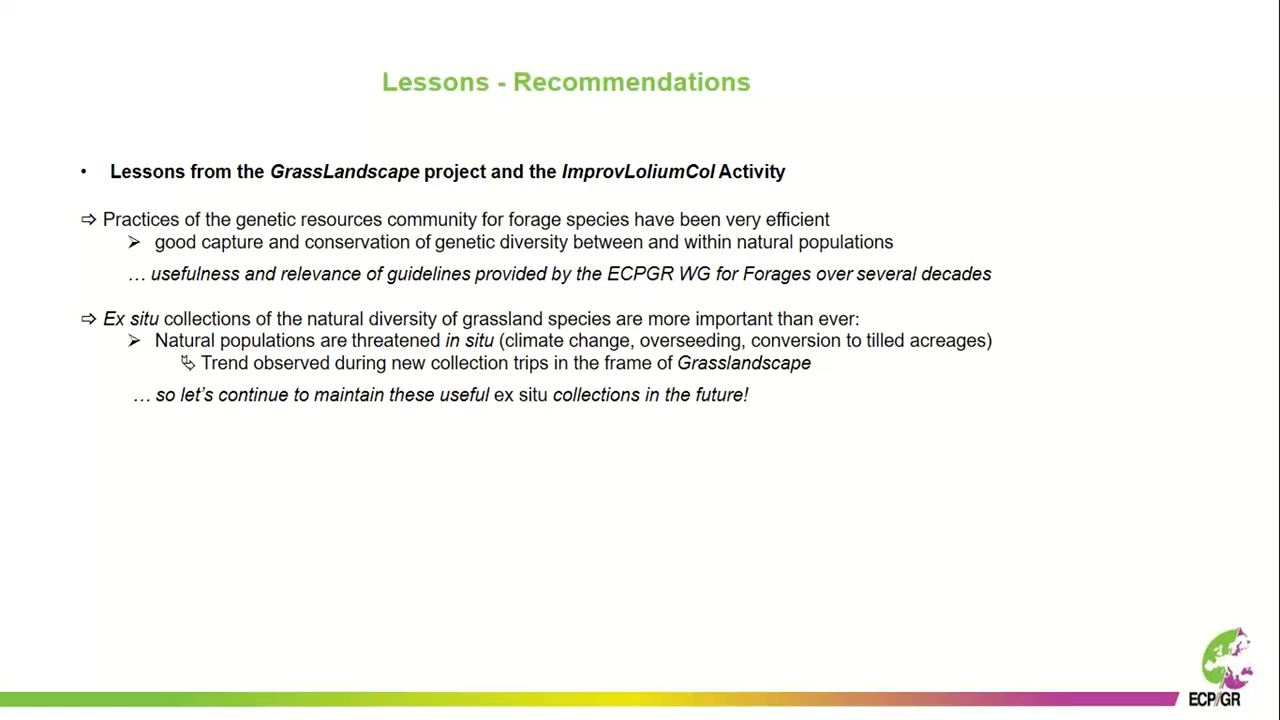 Lessons - Recommendations
• Lessons from the GrassLandscape project and the ImprovLoliumCol Activity
⇨ Practices of the genetic resources community for forage species have been very efficient
➢ good capture and conservation of genetic diversity between and within natural populations
… usefulness and relevance of guidelines provided by the ECPGR WG for Forages over several decades
⇨ Ex situ collections of the natural diversity of grassland species are more important than ever:
➢ Natural populations are threatened in situ (climate change, overseeding, conversion to tilled acreages)
⮡ Trend observed during new collection trips in the frame of Grasslandscape
… so let's continue to maintain these useful ex situ collections in the future!
ECP/GR